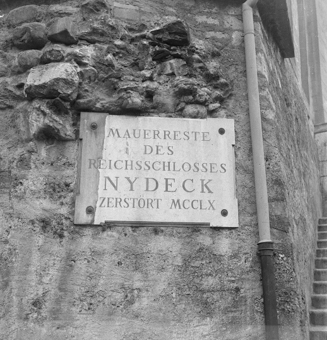 MAUERRESTE
DES
REICHSSCHLOSSES
NYDECK
ZERSTÖRT MCCLX